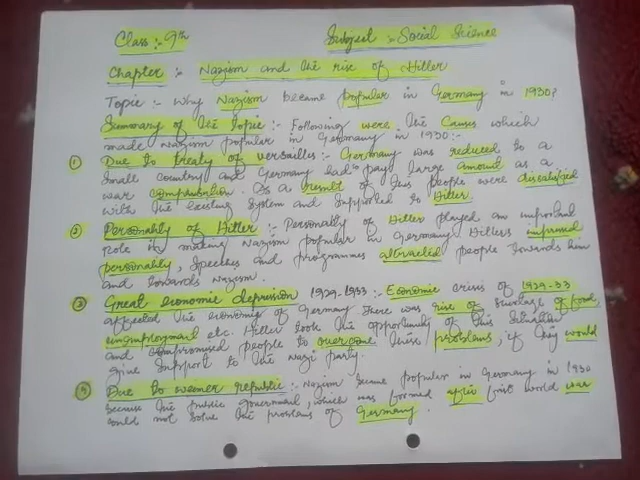 Class :- 9th
Subject :- Social Science
Chapter :- Nazism and the rise of Hitler
Topic :- Why Nazism became popular in Germany in 1930?
Summary of the Topic :- Following were the Causes which
made Nazism popular in Germany in 1930:-
① Due to treaty of versailles :- Germany was reduced to a
Small country and Germany had pay large amount as a
war. As a result of this people were
with the existing System and Supported to Hitler.
② Personality of Hitler :- Personality of Hitler played an important
role in making Nazism popular in Germany Hitlers
personality, Speeches and programmes attracted people towards him
and towards Nazism.
③ Great economic depression 1929-1933 :- Economic crisis of 1929-33
affected the economy of Germany There was rise of Shortage of food,
unemployment etc. Hitler took the opportunity of this Situation
and people to overcome these problems, if they would
give Support to the Nazi party.
④ Due to republic :- Nazism became popular in Germany in 1930
because the public government, which was formed after first world war
could not solve the problems of Germany.